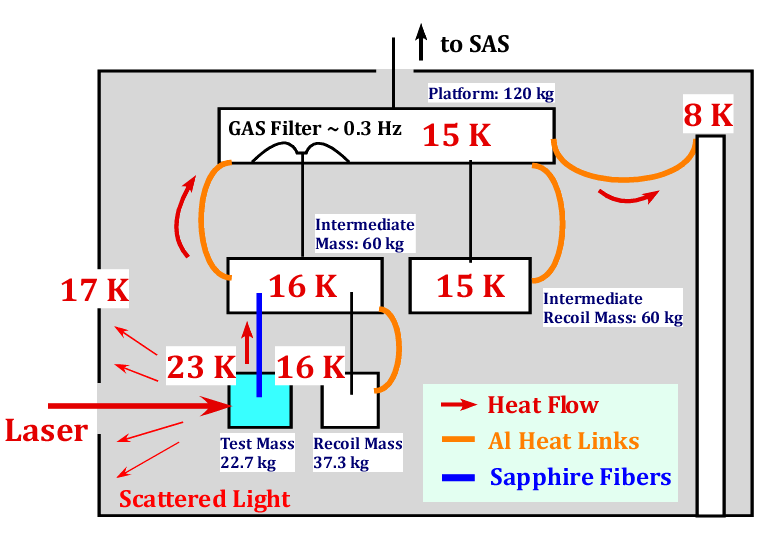 to SAS
Platform: 120 kg
8 K
GAS Filter ~ 0.3 Hz
15 K
Intermediate
Mass: 60 kg
16 K
15 K
17 K
Intermediate
Recoil Mass: 60 kg
23 K
16 K
Laser
Test Mass
22.7 kg
Recoil Mass
37.3 kg
Scattered Light
Heat Flow
Al Heat Links
Sapphire Fibers